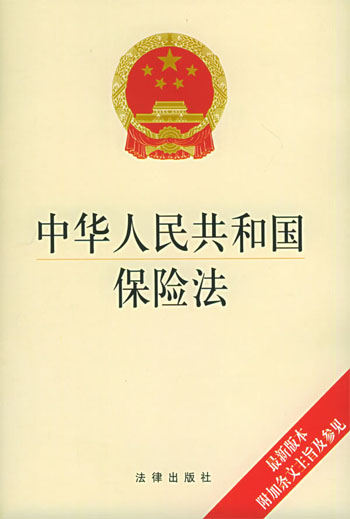 中华人民共和国
保险法
最新版本
附加条文主旨及参见
法律出版社